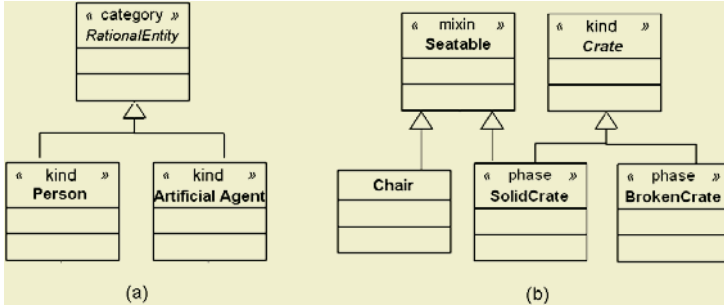 « category »
RationalEntity
« kind »
Person
« kind »
Artificial Agent
(a)
« mixin »
Seatable
« kind »
Crate
Chair
« phase »
SolidCrate
« phase »
BrokenCrate
(b)